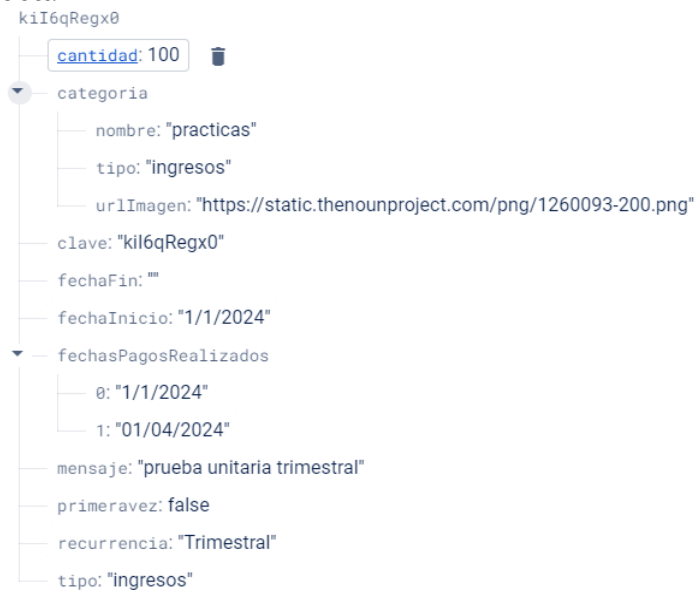 kiI6qRegx0
cantidad: 100
categoria
nombre: "practicas"
tipo: "ingresos"
urlImagen: "https://static.thenounproject.com/png/1260093-200.png"
clave: "kiI6qRegx0"
fechaFin: ""
fechaInicio: "1/1/2024"
fechasPagosRealizados
0: "1/1/2024"
1: "01/04/2024"
mensaje: "prueba unitaria trimestral"
primeravez: false
recurrencia: "Trimestral"
tipo: "ingresos"